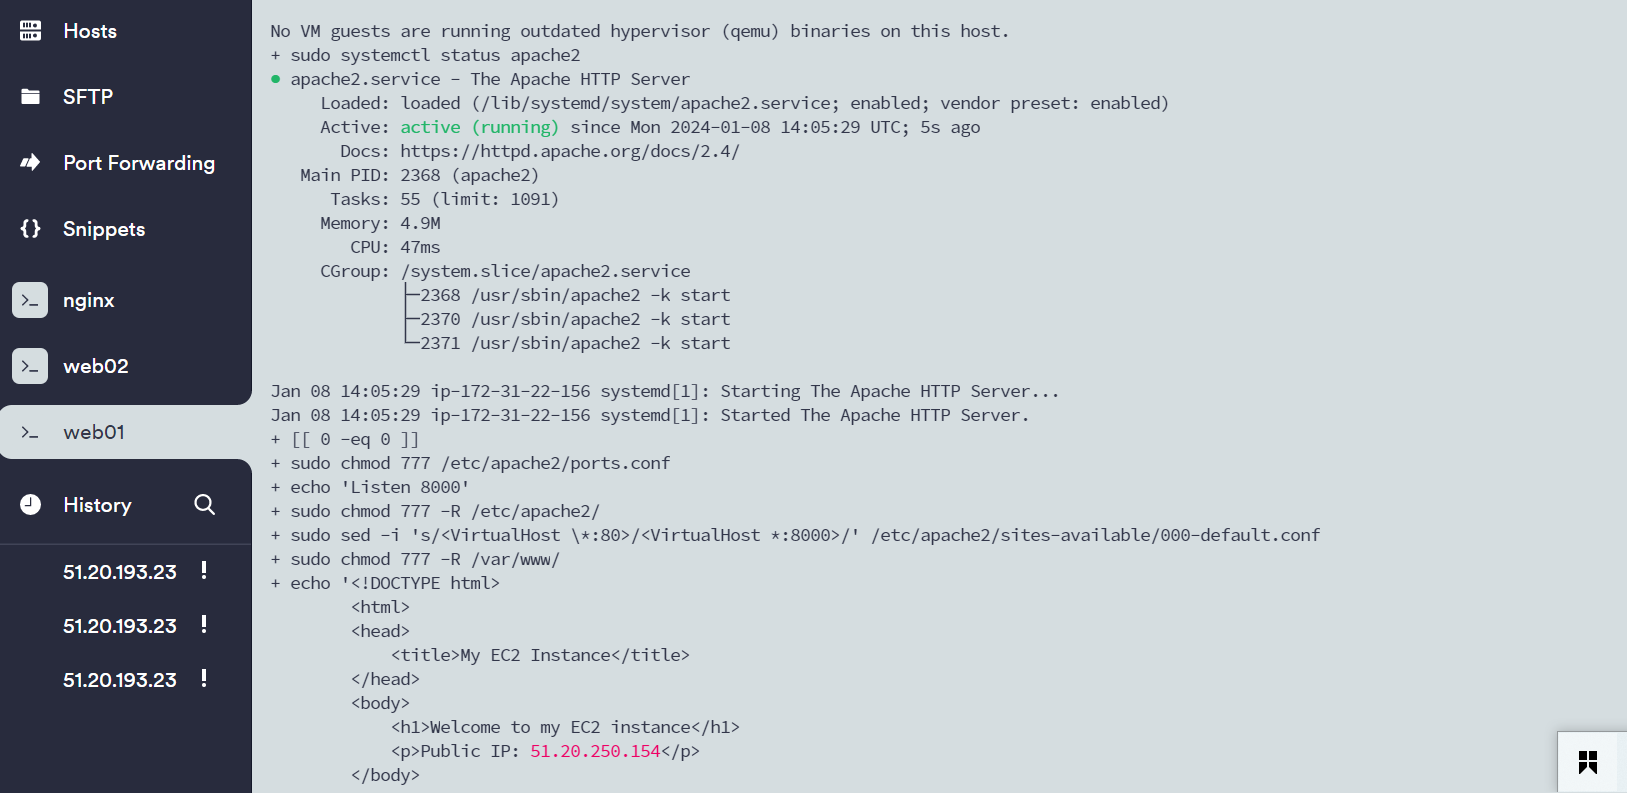 Hosts
SFTP
Port Forwarding
Snippets
nginx
web02
web01
History
51.20.193.23 !
51.20.193.23 !
51.20.193.23 !
No VM guests are running outdated hypervisor (qemu) binaries on this host.
+ sudo systemctl status apache2
● apache2.service - The Apache HTTP Server
     Loaded: loaded (/lib/systemd/system/apache2.service; enabled; vendor preset: enabled)
     Active: active (running) since Mon 2024-01-08 14:05:29 UTC; 5s ago
       Docs: https://httpd.apache.org/docs/2.4/
   Main PID: 2368 (apache2)
      Tasks: 55 (limit: 1091)
     Memory: 4.9M
        CPU: 47ms
     CGroup: /system.slice/apache2.service
             ├─2368 /usr/sbin/apache2 -k start
             ├─2370 /usr/sbin/apache2 -k start
             └─2371 /usr/sbin/apache2 -k start
Jan 08 14:05:29 ip-172-31-22-156 systemd[1]: Starting The Apache HTTP Server...
Jan 08 14:05:29 ip-172-31-22-156 systemd[1]: Started The Apache HTTP Server.
+ [[ 0 -eq 0 ]]
+ sudo chmod 777 /etc/apache2/ports.conf
+ echo 'Listen 8000'
+ sudo chmod 777 -R /etc/apache2/
+ sudo sed -i 's/<VirtualHost \*:80>/<VirtualHost *:8000>/' /etc/apache2/sites-available/000-default.conf
+ sudo chmod 777 -R /var/www/
+ echo '<!DOCTYPE html>
        <html>
        <head>
            <title>My EC2 Instance</title>
        </head>
        <body>
            <h1>Welcome to my EC2 instance</h1>
            <p>Public IP: 51.20.250.154</p>
        </body>